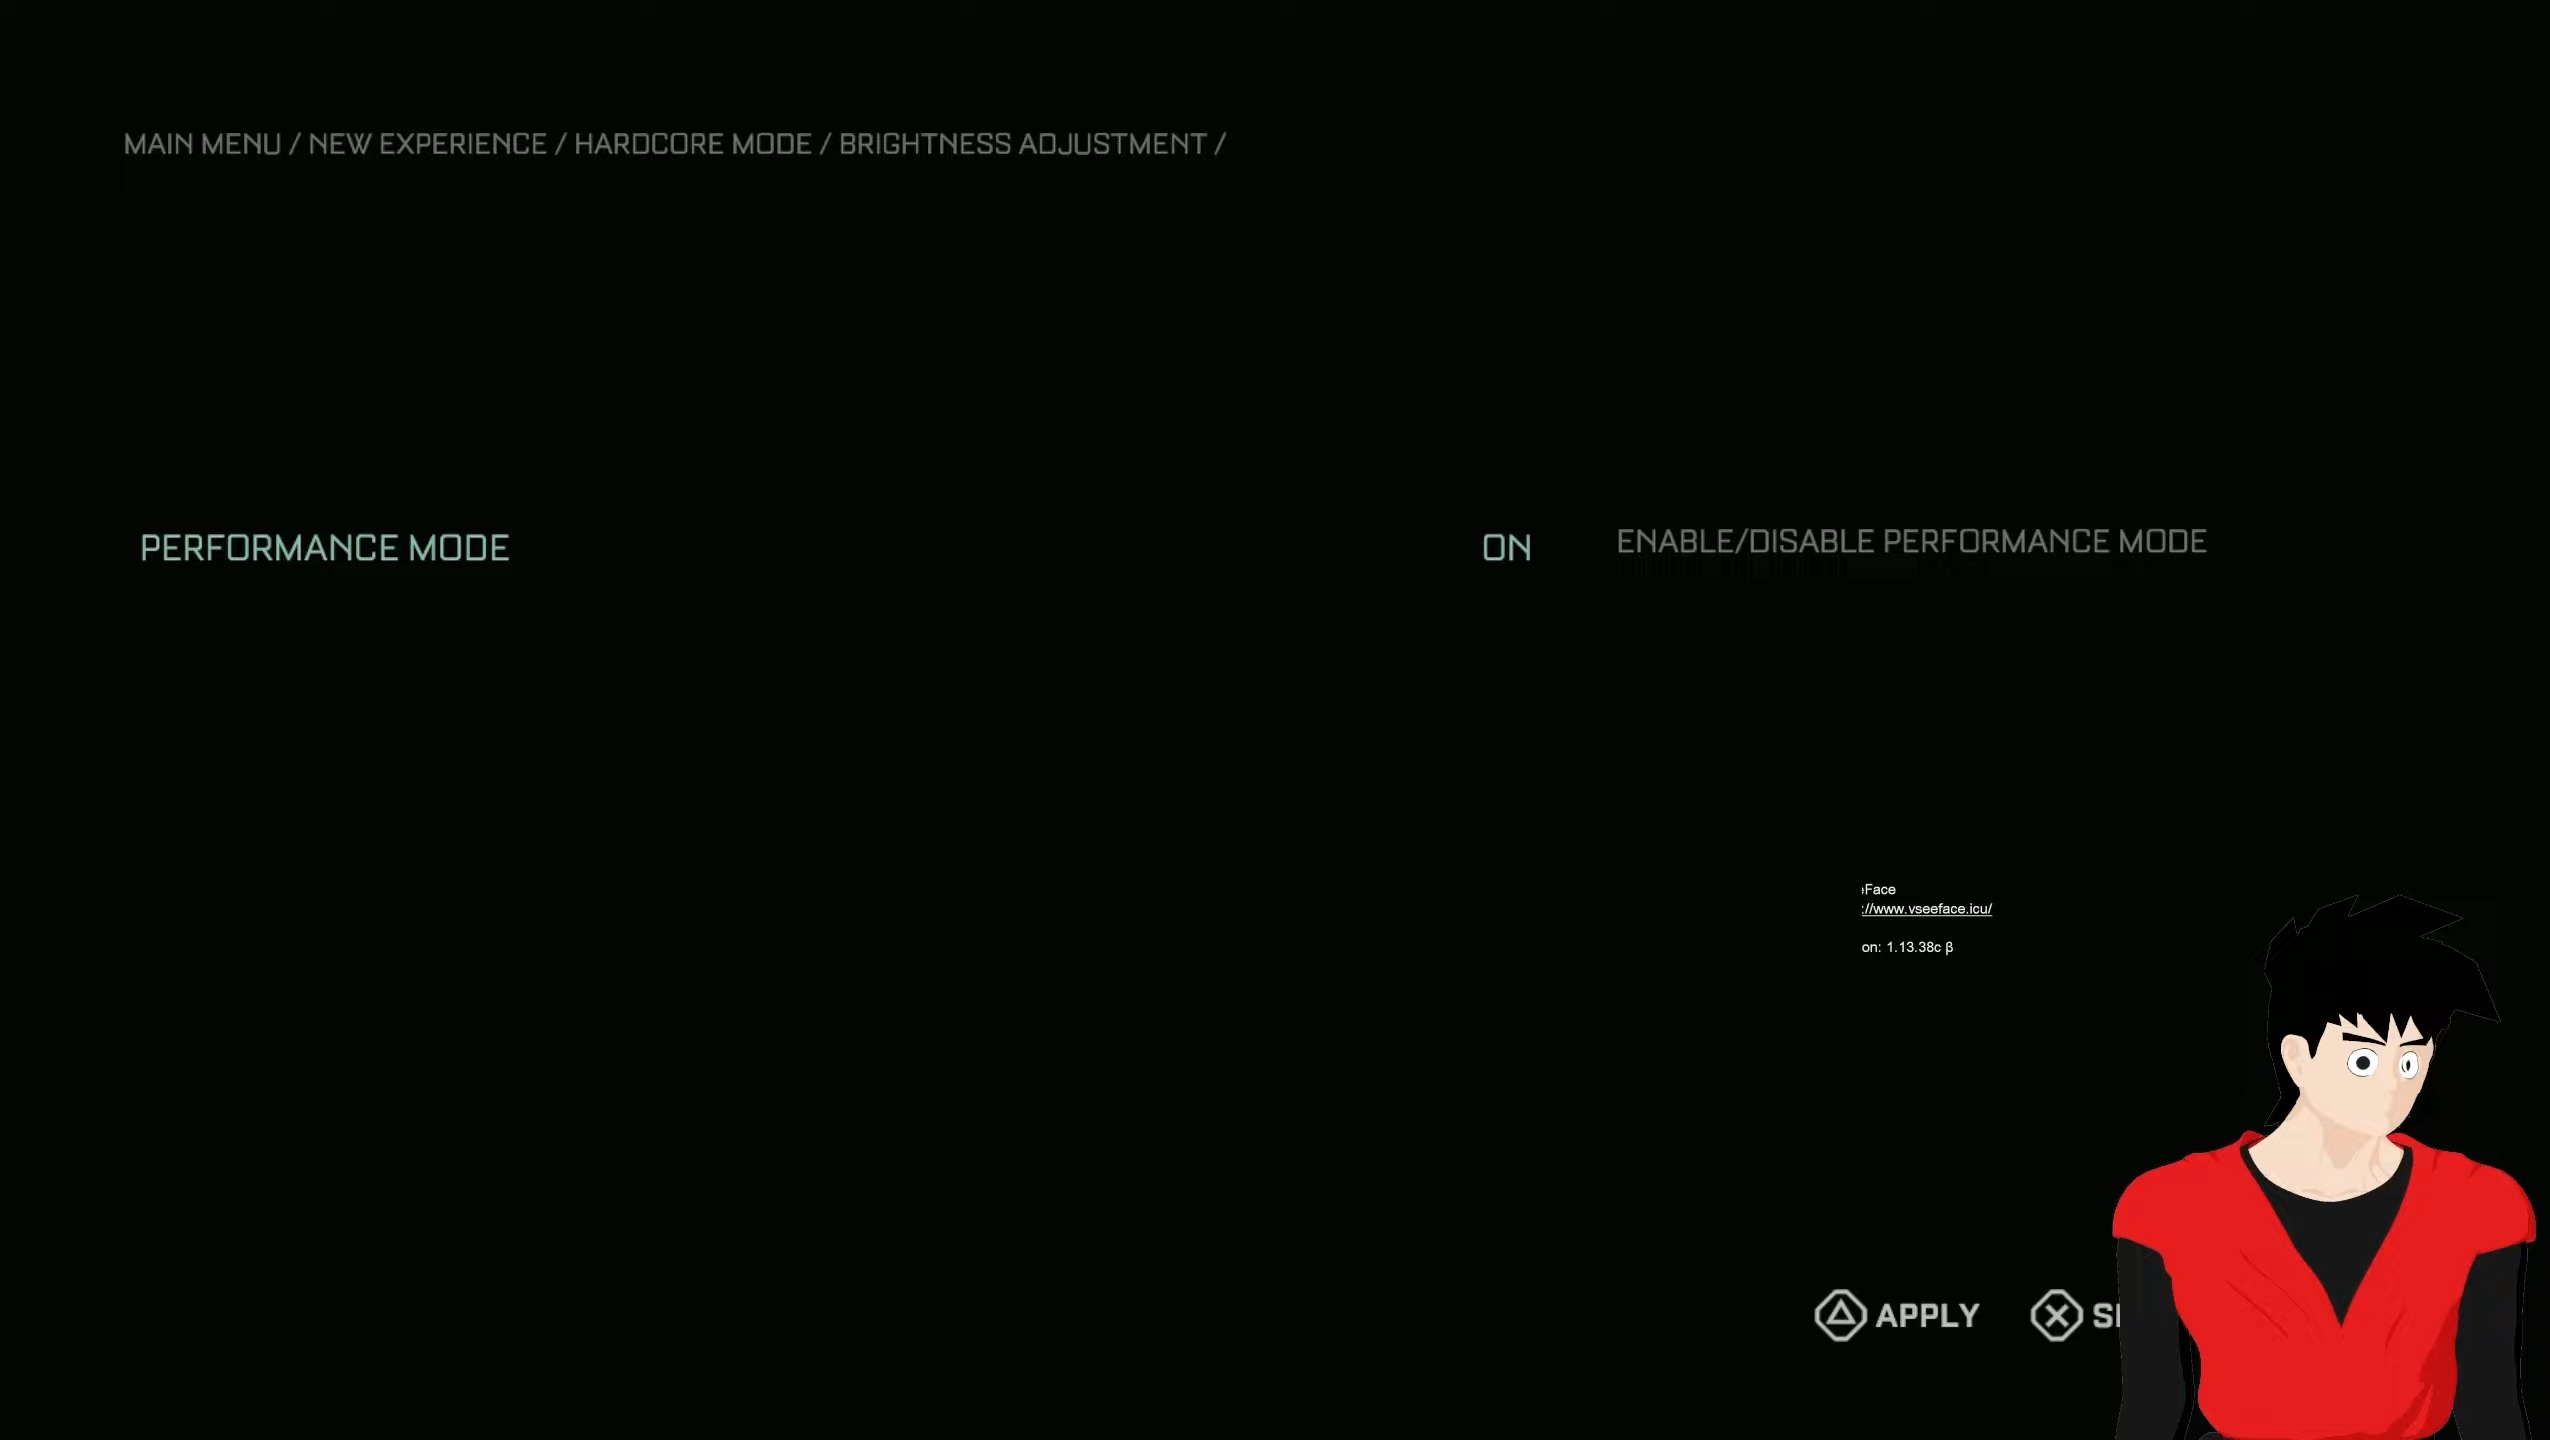 MAIN MENU / NEW EXPERIENCE / HARDCORE MODE / BRIGHTNESS ADJUSTMENT /
PERFORMANCE MODE ON ENABLE/DISABLE PERFORMANCE MODE
Face
://www.vseeface.icu/
on: 1.13.38c β
APPLY